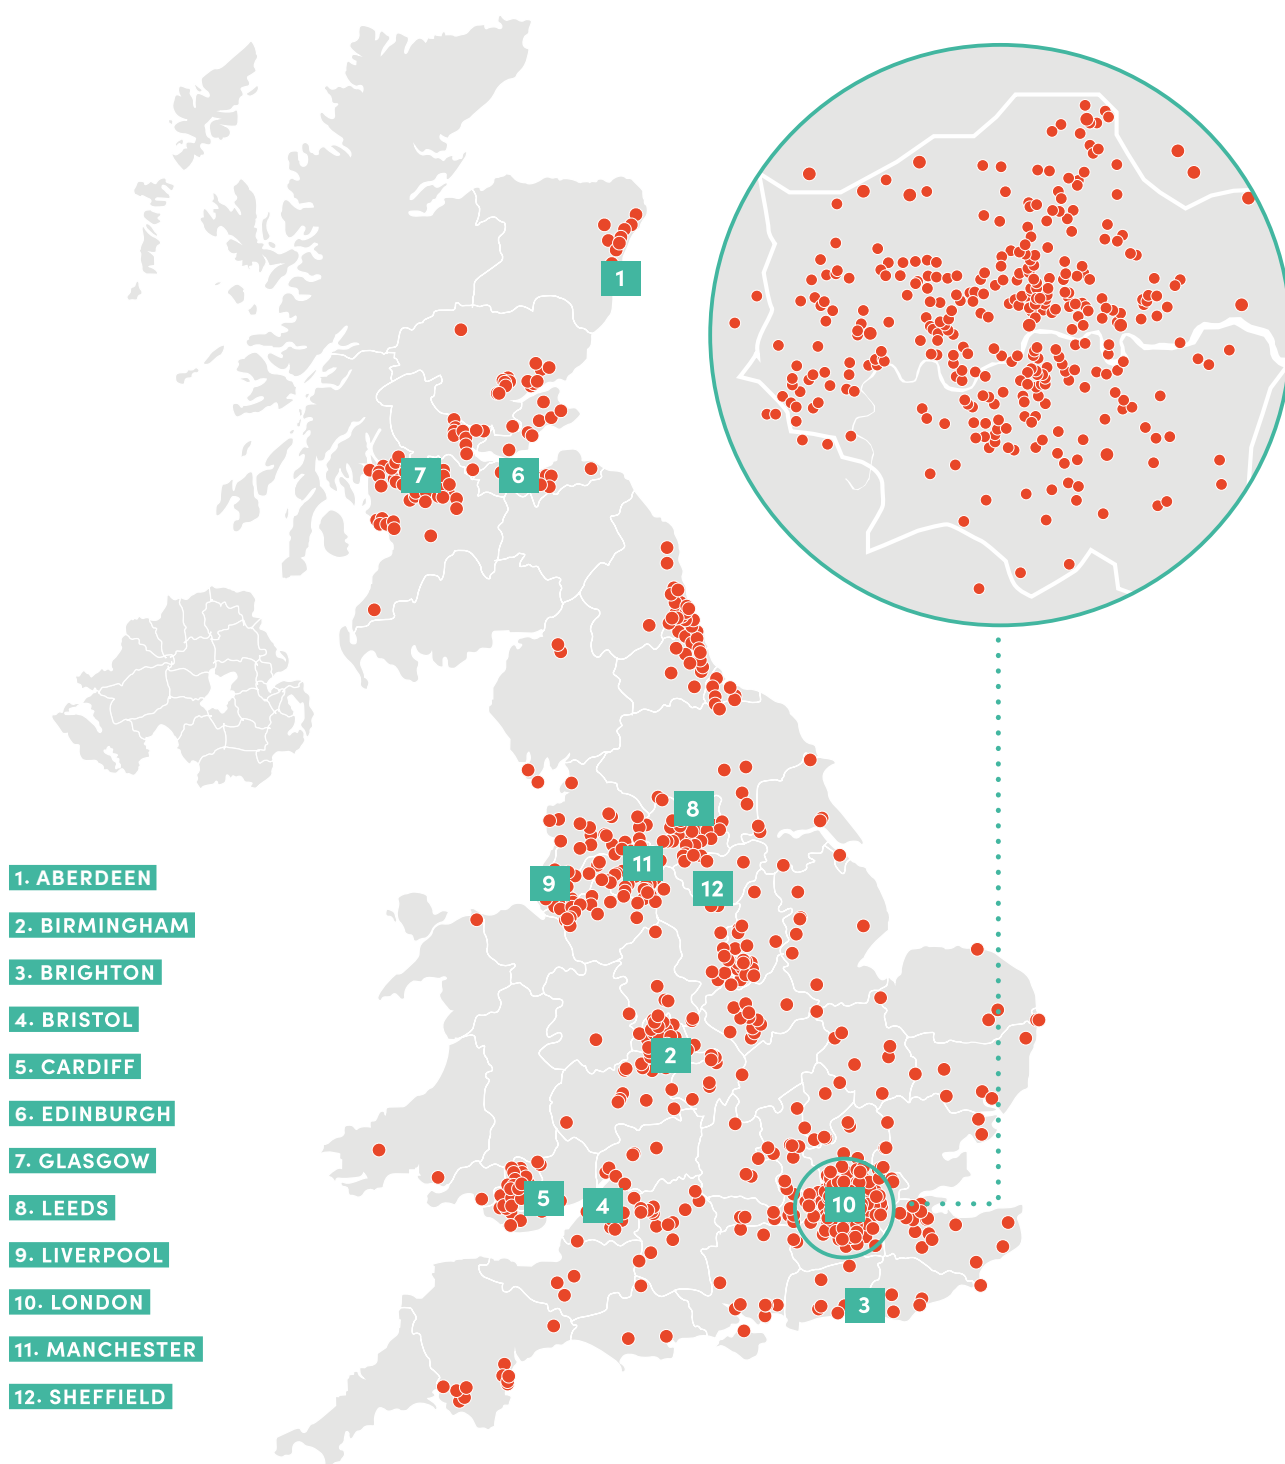 1
7
6
8
11
9
12
2
5
4
10
3
1. ABERDEEN
2. BIRMINGHAM
3. BRIGHTON
4. BRISTOL
5. CARDIFF
6. EDINBURGH
7. GLASGOW
8. LEEDS
9. LIVERPOOL
10. LONDON
11. MANCHESTER
12. SHEFFIELD